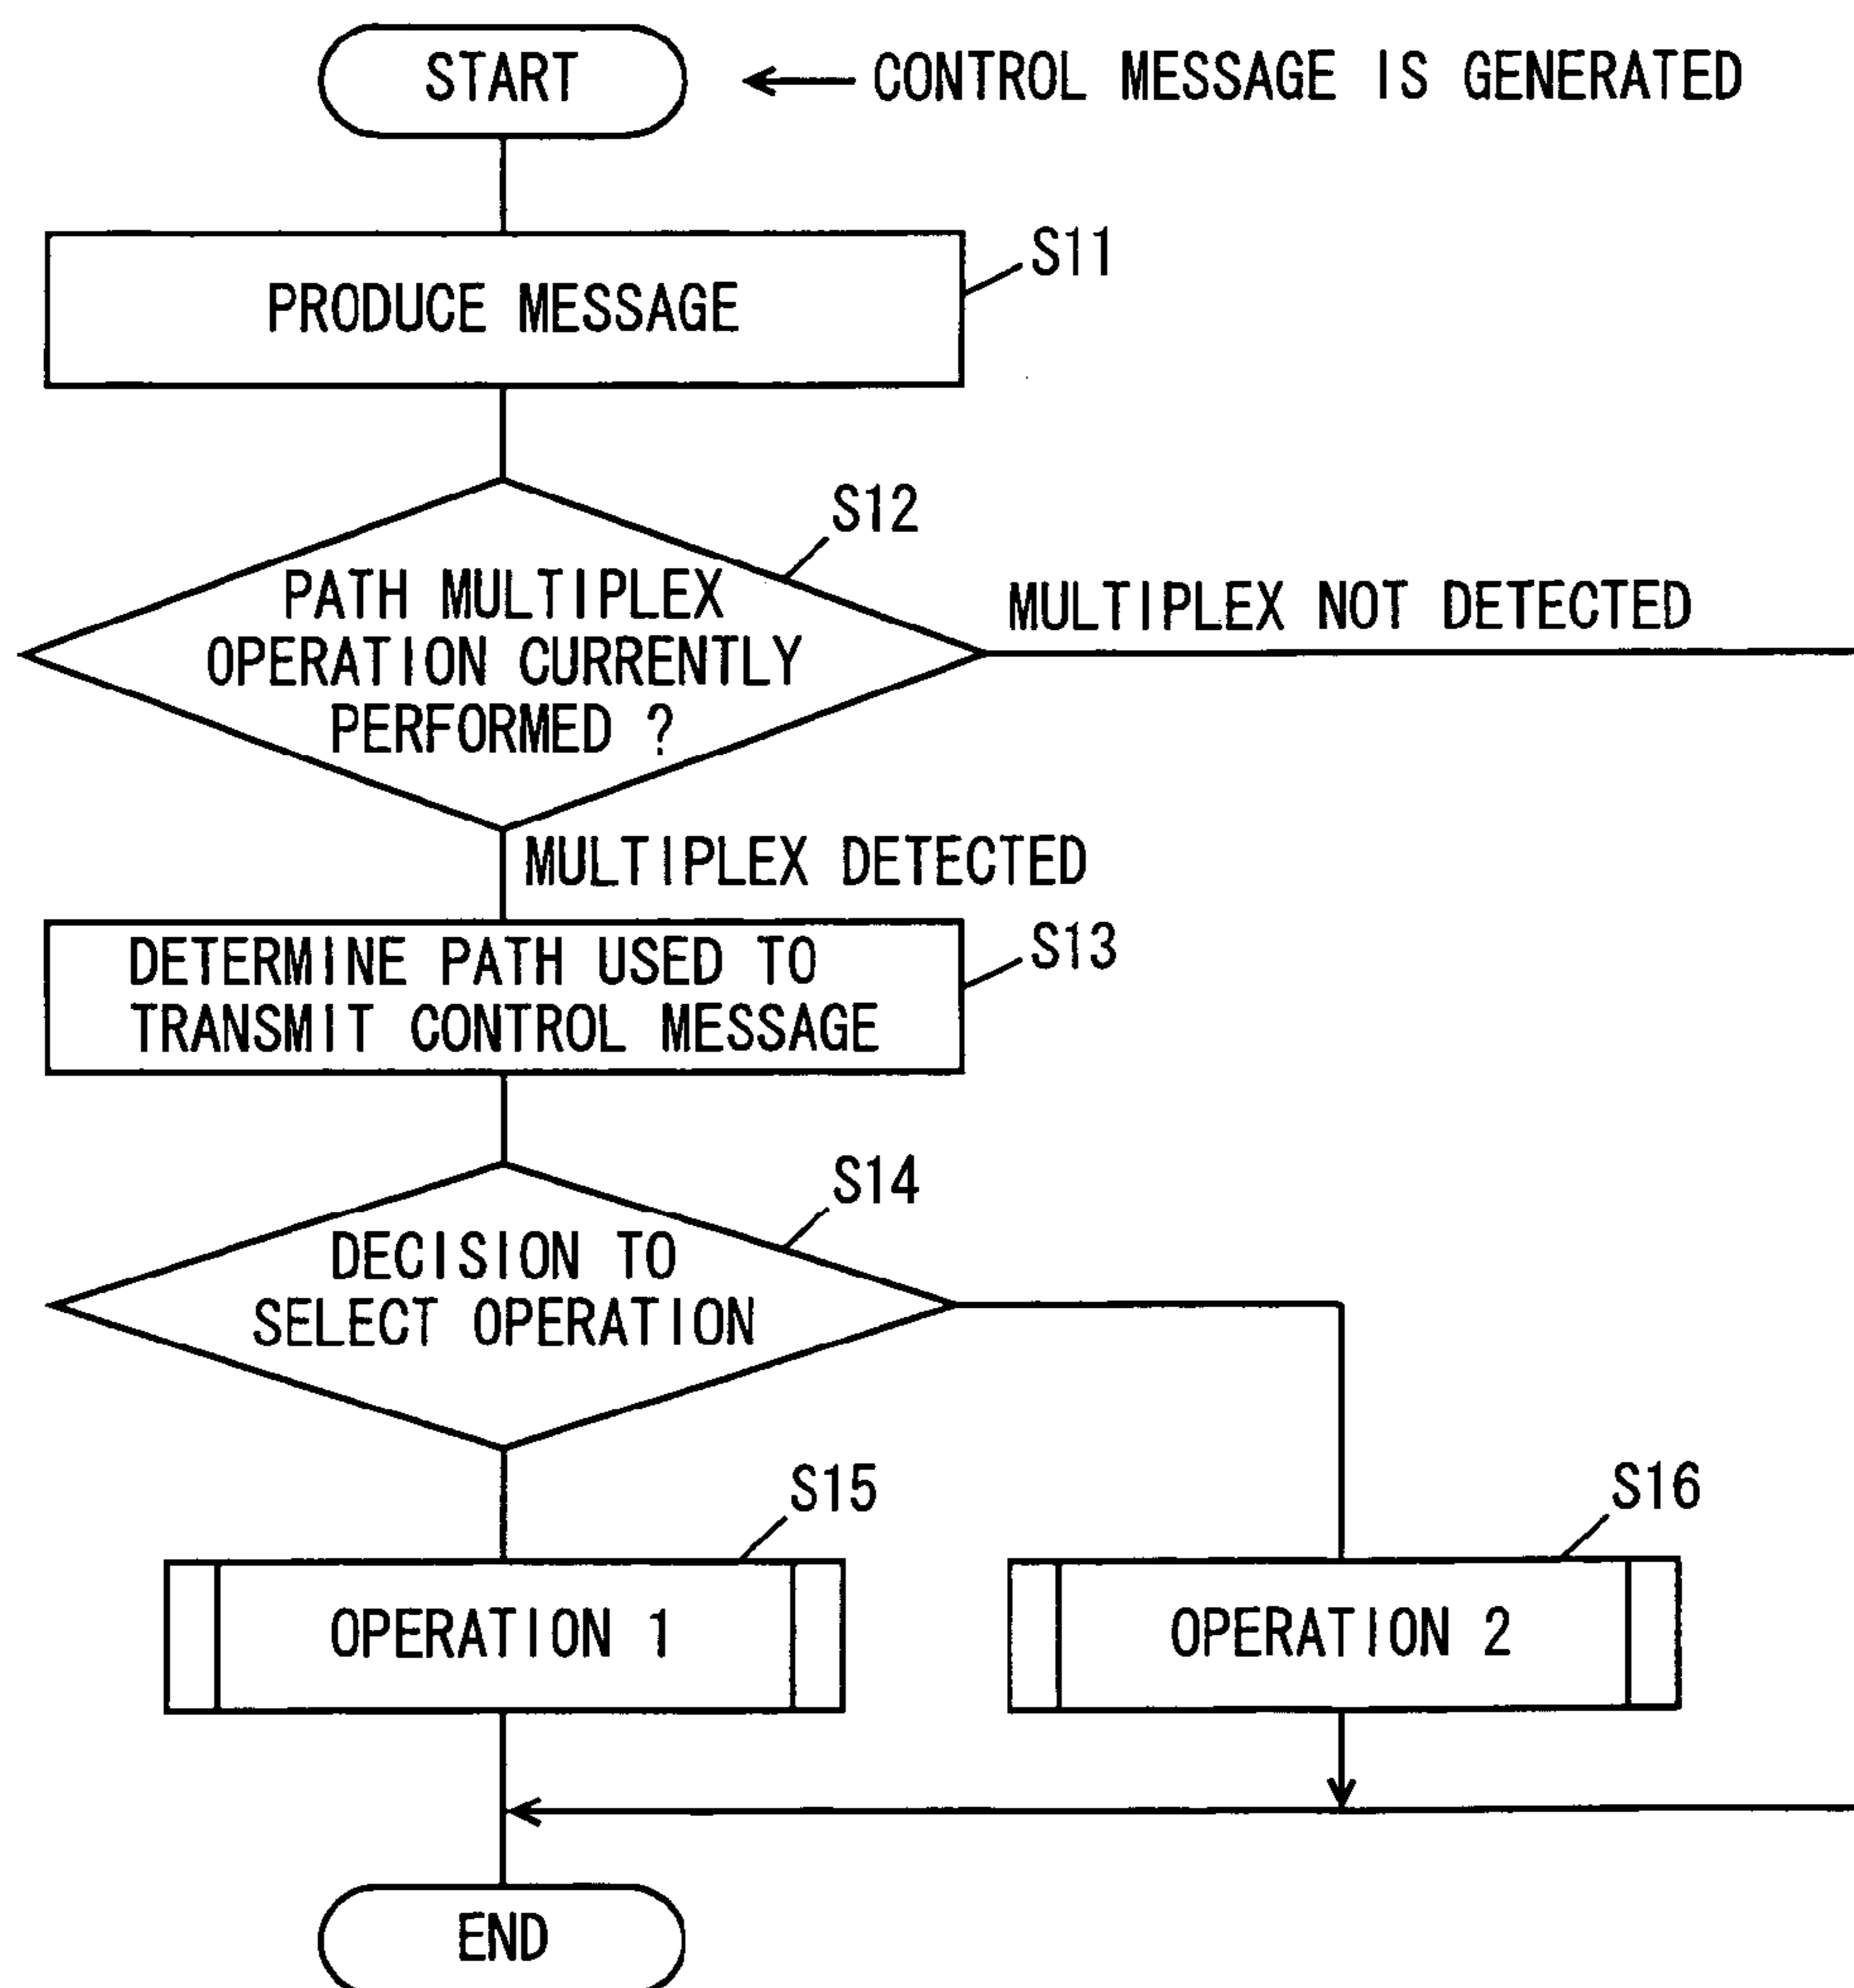 START
CONTROL MESSAGE IS GENERATED
S11
PRODUCE MESSAGE
S12
PATH MULTIPLEX
OPERATION CURRENTLY
PERFORMED ?
MULTIPLEX NOT DETECTED
MULTIPLEX DETECTED
S13
DETERMINE PATH USED TO
TRANSMIT CONTROL MESSAGE
S14
DECISION TO
SELECT OPERATION
S15
S16
OPERATION 1
OPERATION 2
END